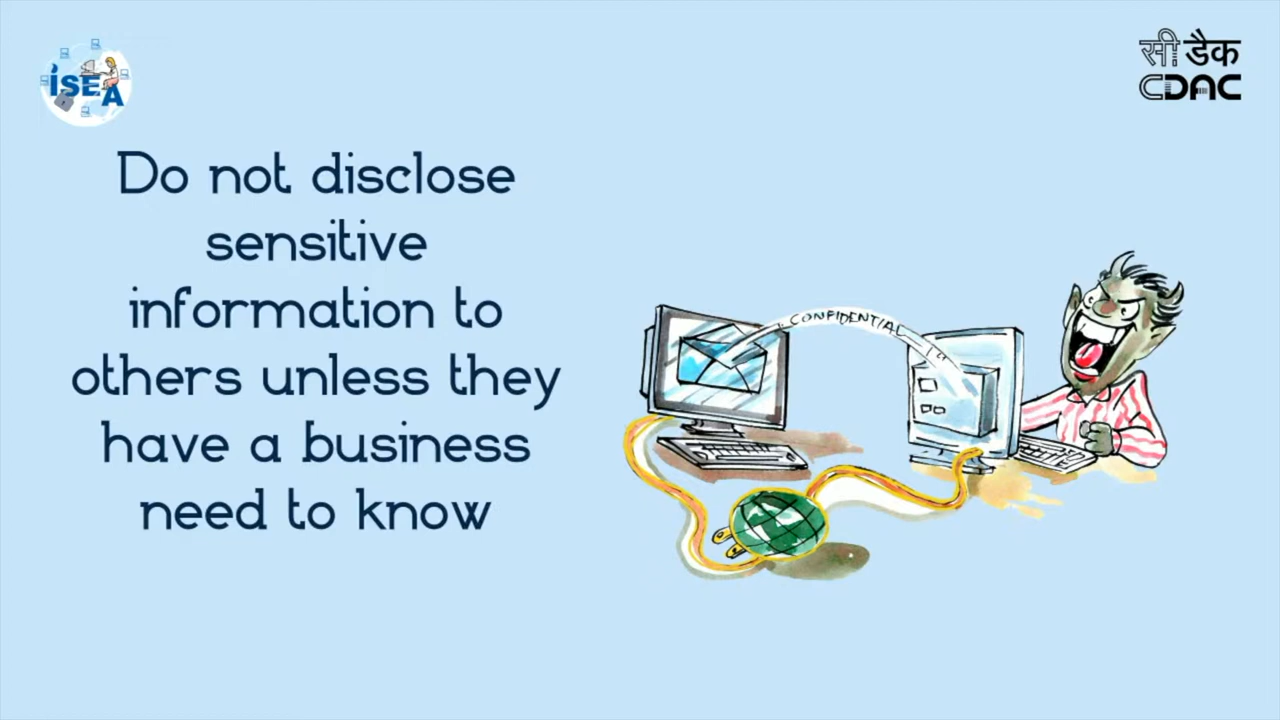 iSEA
सी डैक
CDAC
Do not disclose
sensitive
information to
others unless they
have a business
need to know
CONFIDENTIAL